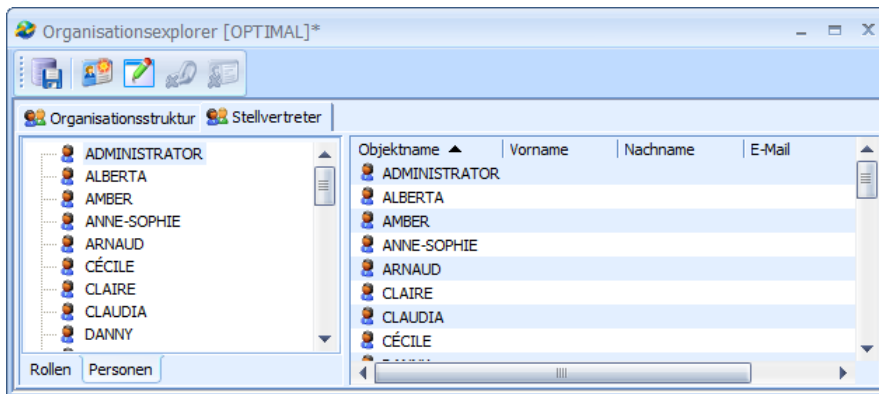 Organisationsexplorer [OPTIMAL]*
Organisationsstruktur Stellvertreter
ADMINISTRATOR
ALBERTA
AMBER
ANNE-SOPHIE
ARNAUD
CÉCILE
CLAIRE
CLAUDIA
DANNY
Rollen Personen
Objektname Vorname Nachname E-Mail
ADMINISTRATOR
ALBERTA
AMBER
ANNE-SOPHIE
ARNAUD
CLAIRE
CLAUDIA
CÉCILE